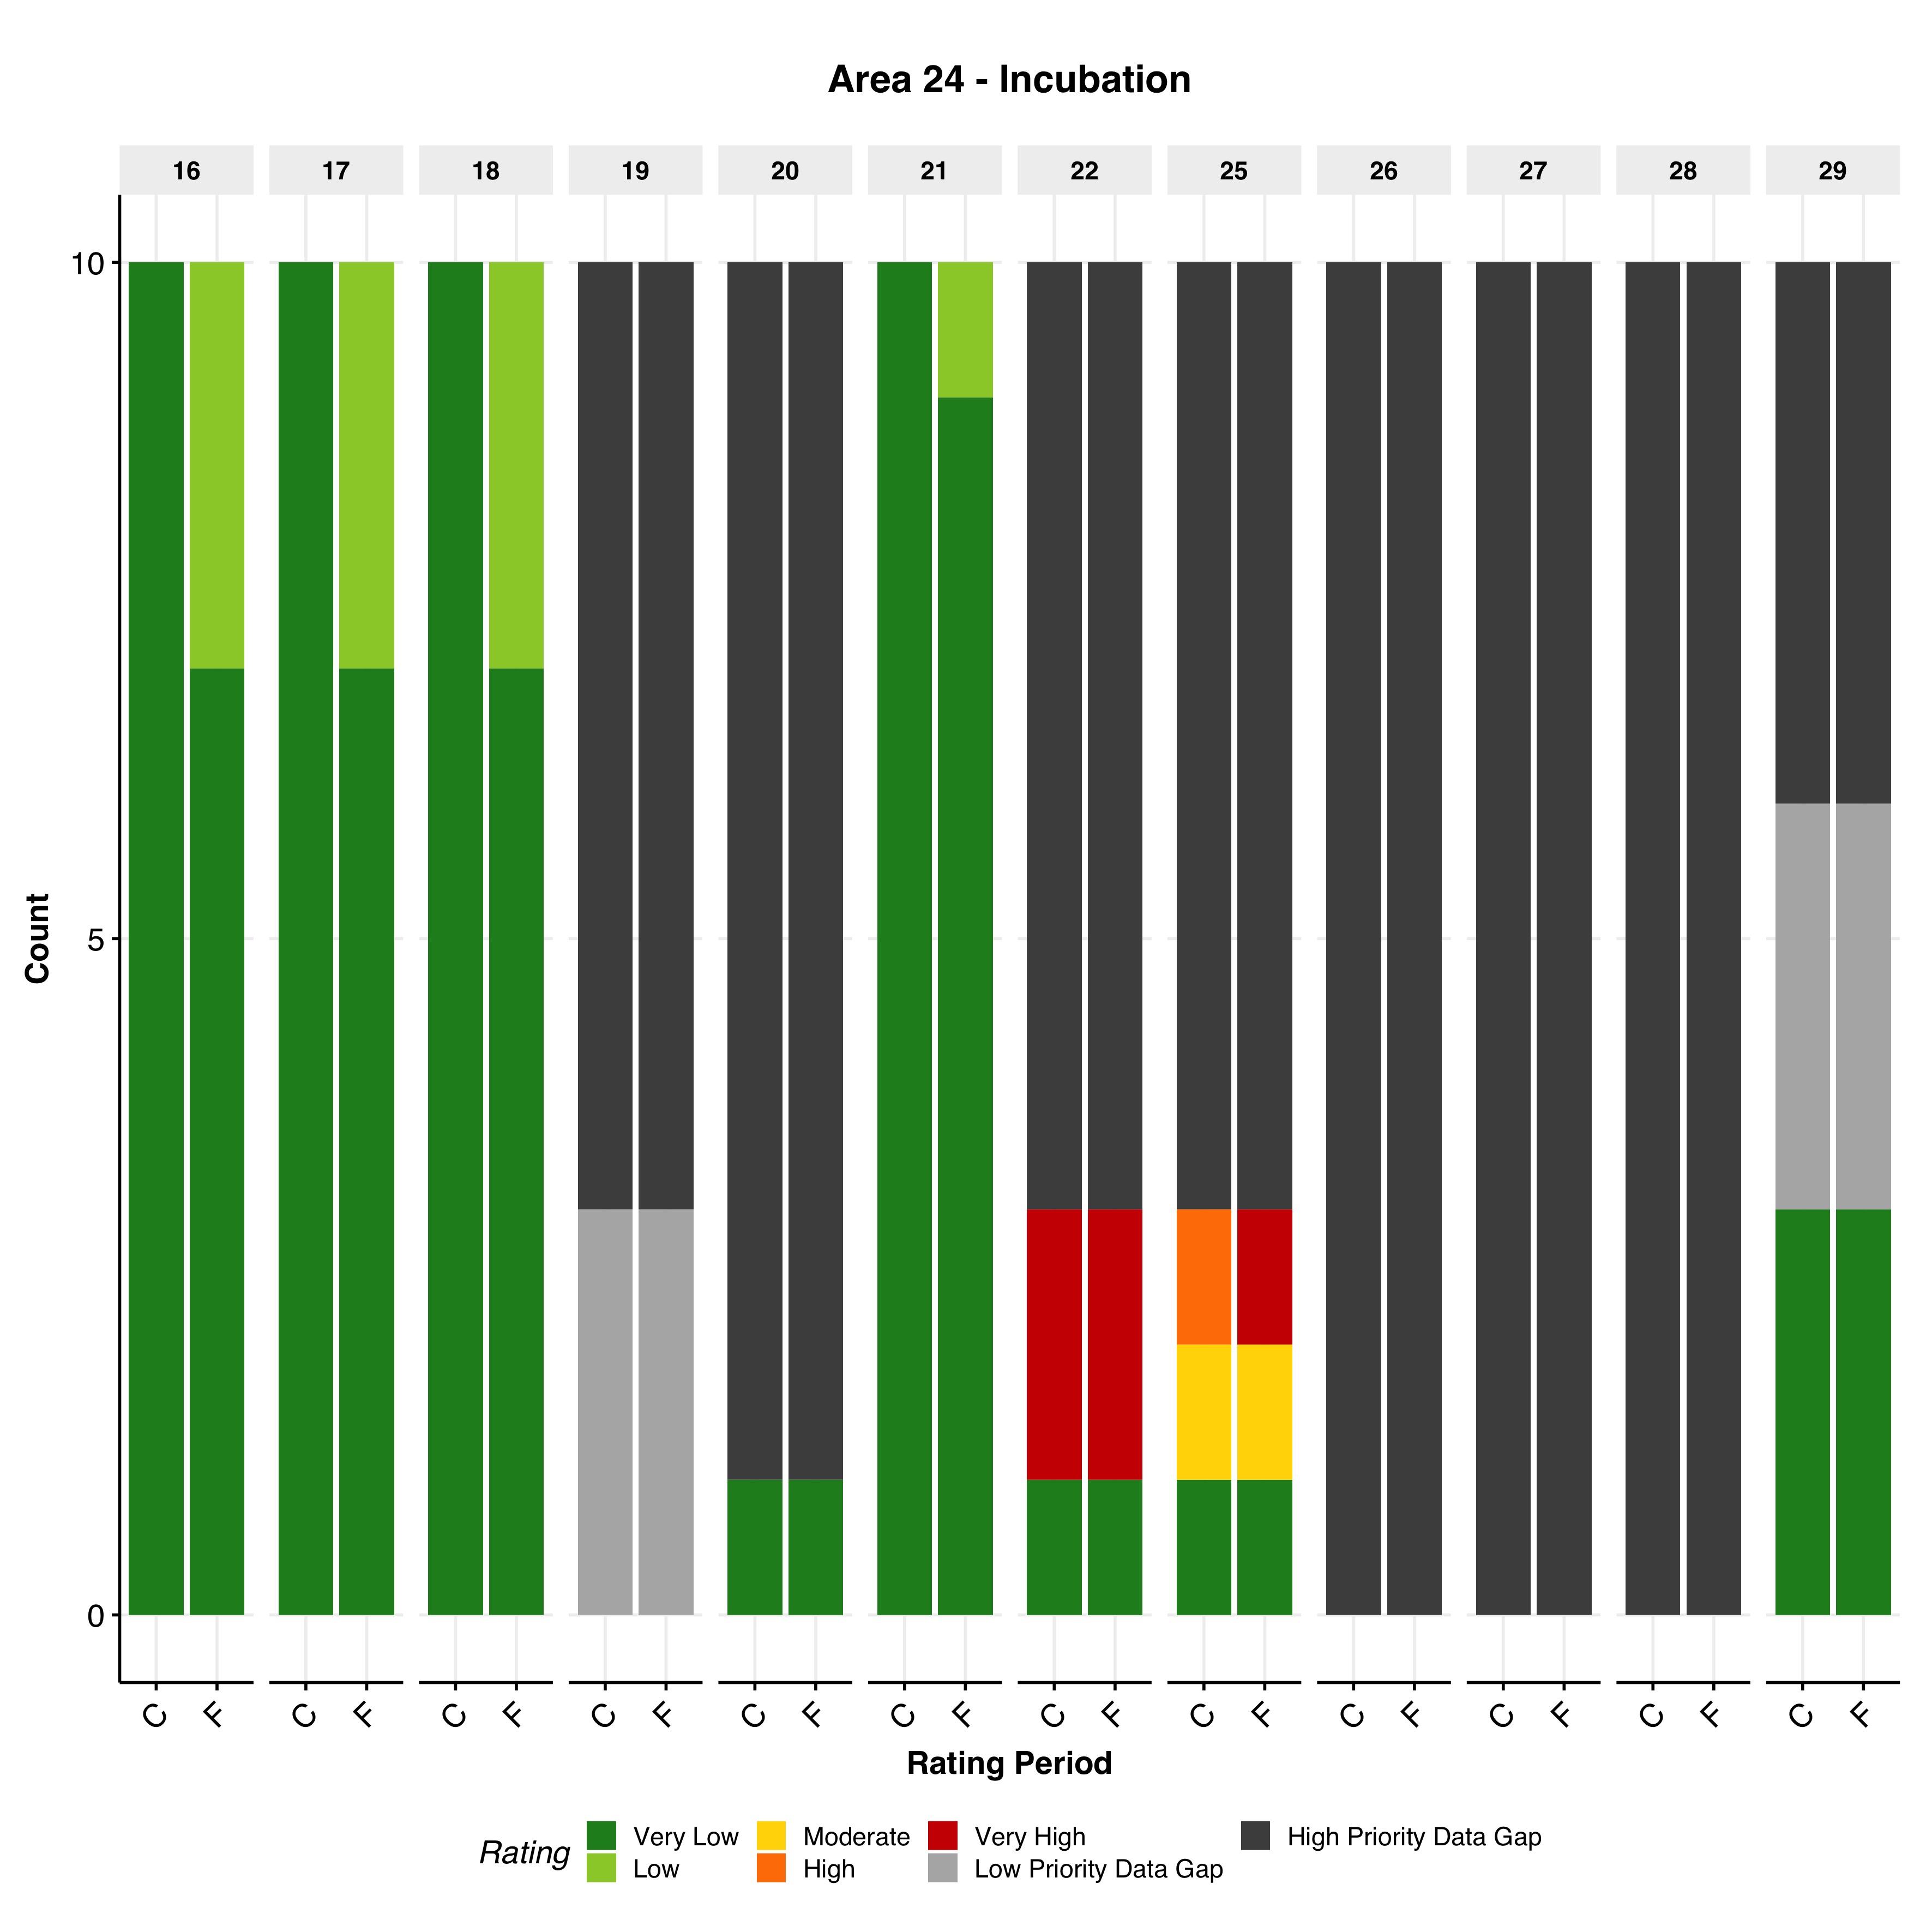 Area 24 - Incubation
16 17 18 19 20 21 22 25 26 27 28 29
10
5
0
Count
C F C F C F C F C F C F C F C F C F C F C F C F
Rating Period
Rating
Very Low Moderate Very High High Priority Data Gap
Low High Low Priority Data Gap